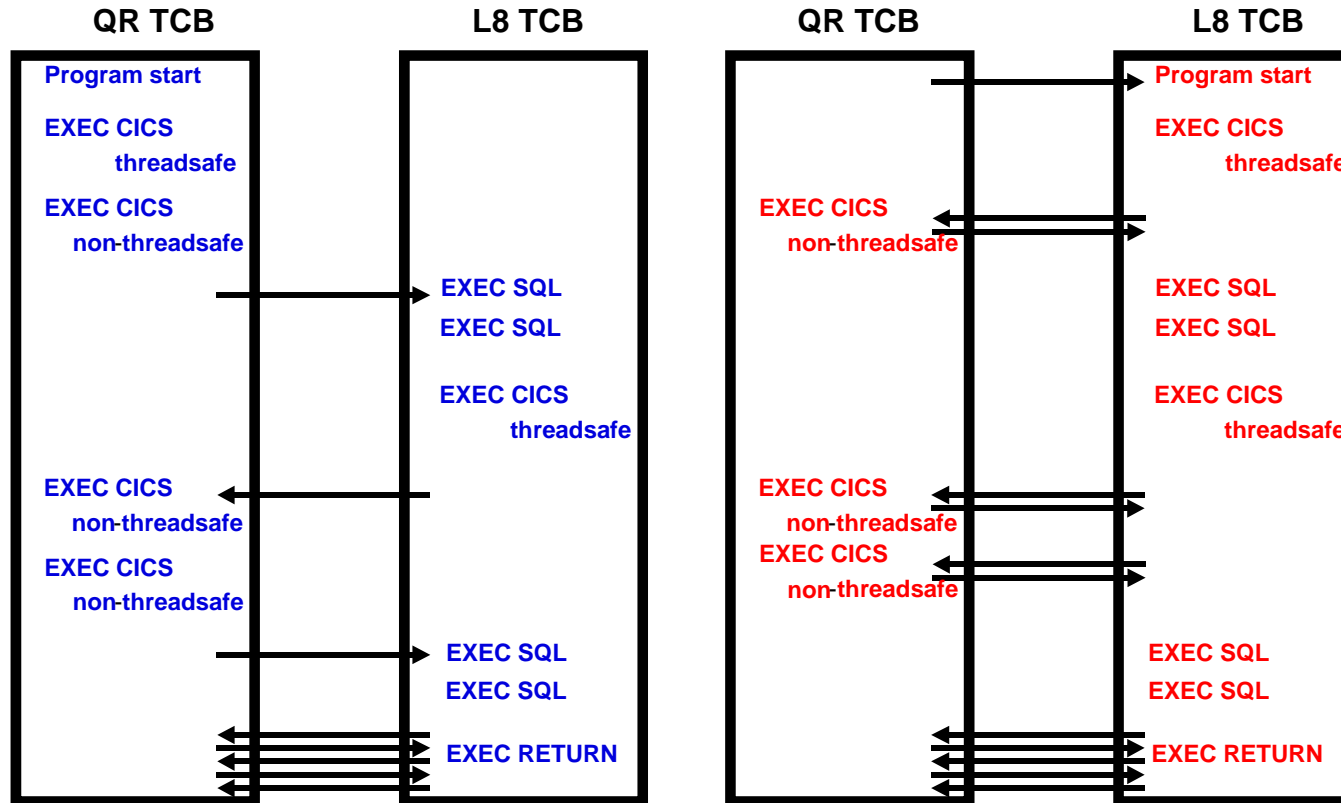 QR TCB
L8 TCB
Program start
EXEC CICS
threadsafe
EXEC CICS
non-threadsafe
EXEC SQL
EXEC SQL
EXEC CICS
threadsafe
EXEC CICS
non-threadsafe
EXEC CICS
non-threadsafe
EXEC SQL
EXEC SQL
EXEC RETURN
QR TCB
L8 TCB
Program start
EXEC CICS
threadsafe
EXEC CICS
non-threadsafe
EXEC SQL
EXEC SQL
EXEC CICS
threadsafe
EXEC CICS
non-threadsafe
EXEC CICS
non-threadsafe
EXEC SQL
EXEC SQL
EXEC RETURN